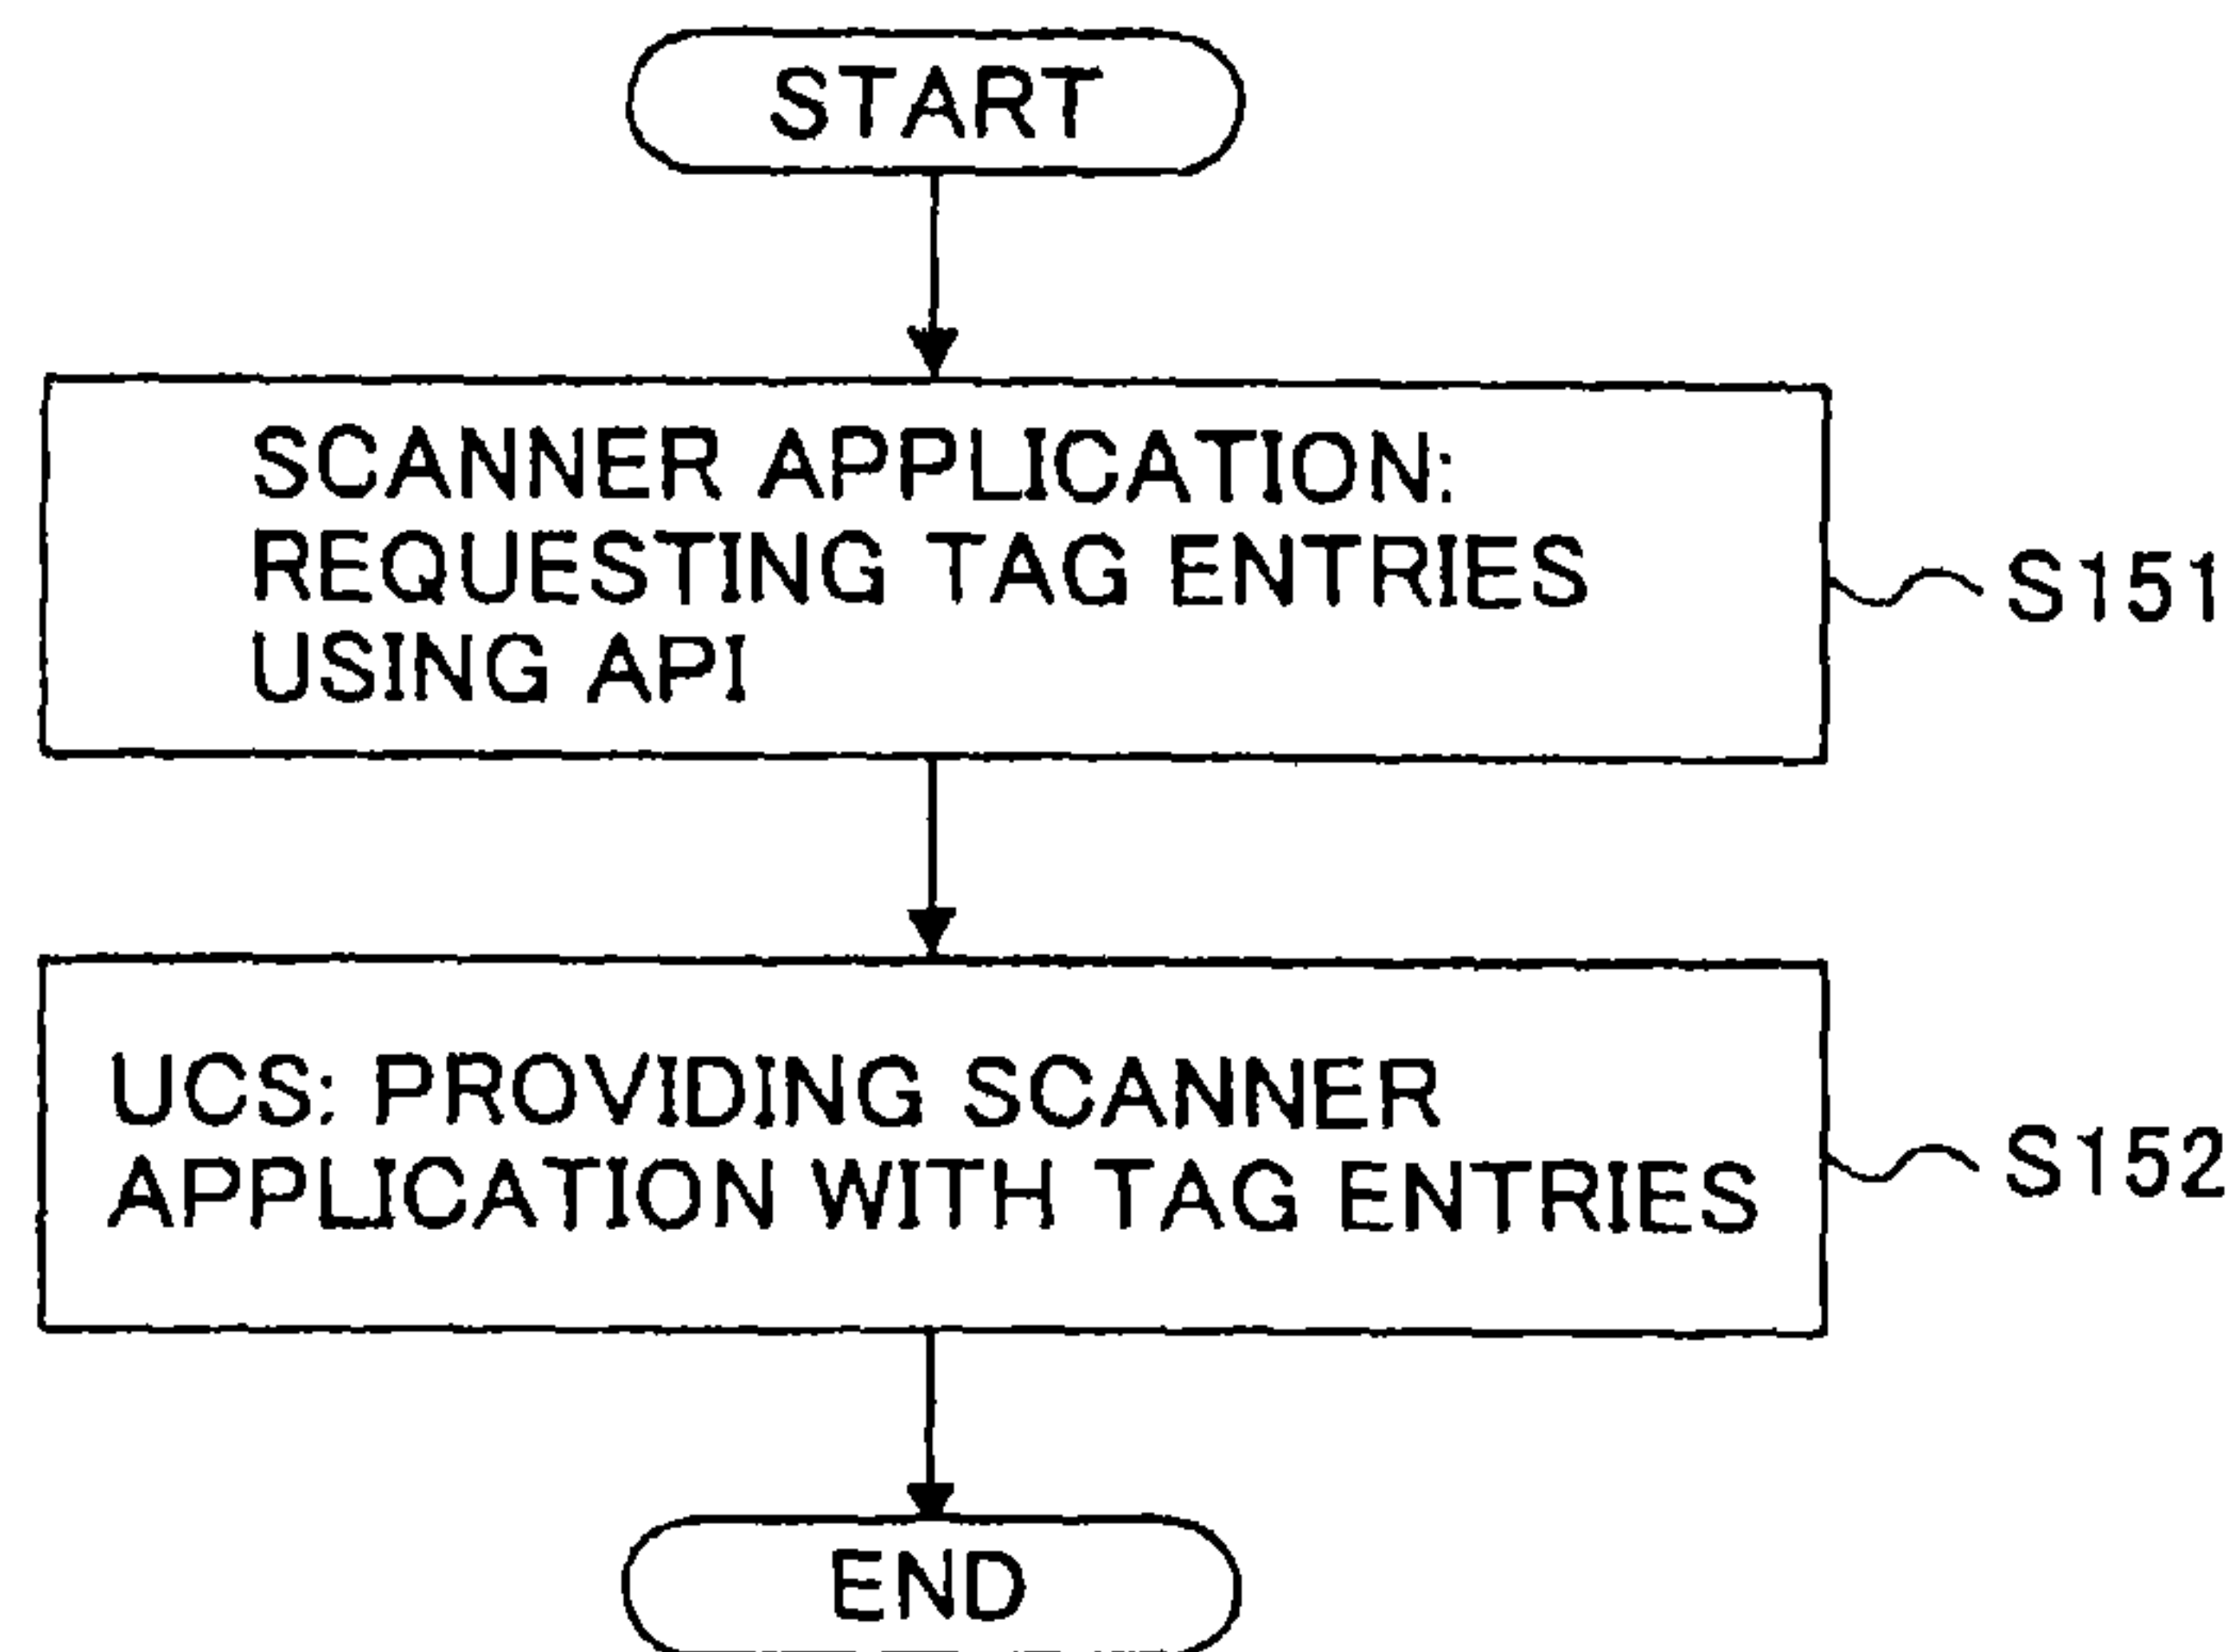 START
SCANNER APPLICATION:
REQUESTING TAG ENTRIES
USING API
S151
UCS: PROVIDING SCANNER
APPLICATION WITH TAG ENTRIES
S152
END